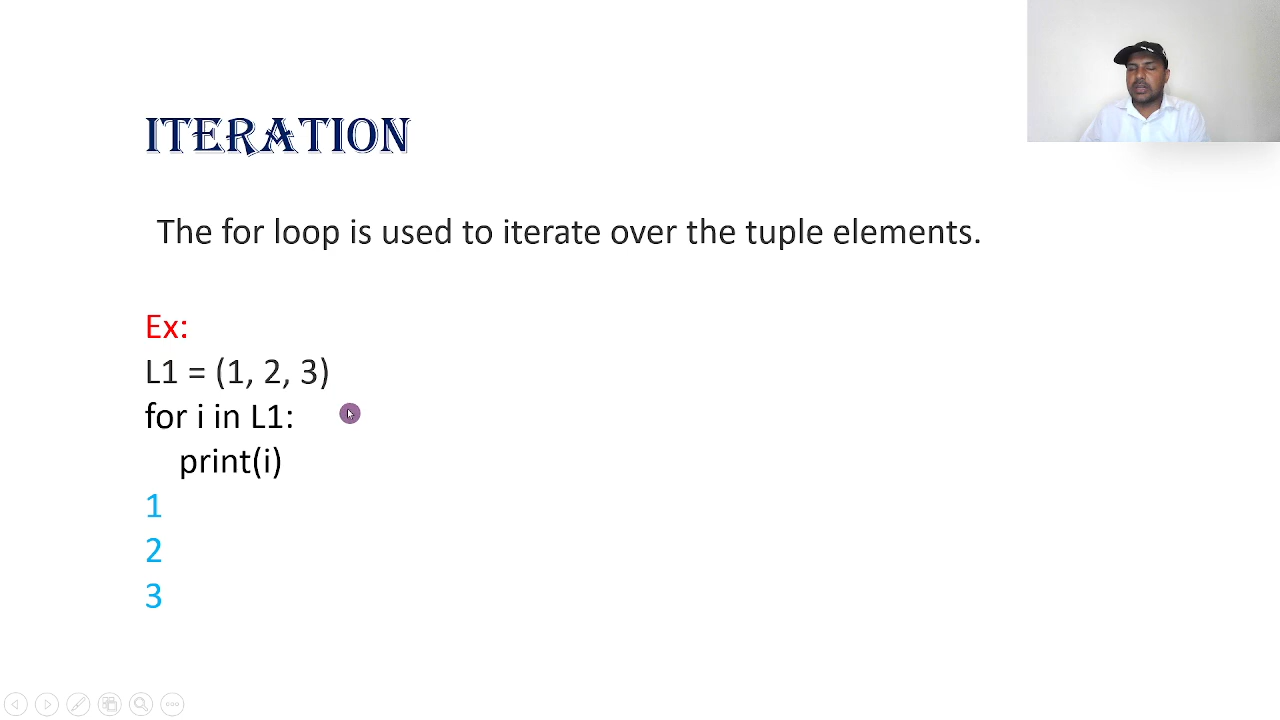 ITERATION
The for loop is used to iterate over the tuple elements.
Ex:
L1 = (1, 2, 3)
for i in L1:
print(i)
1
2
3